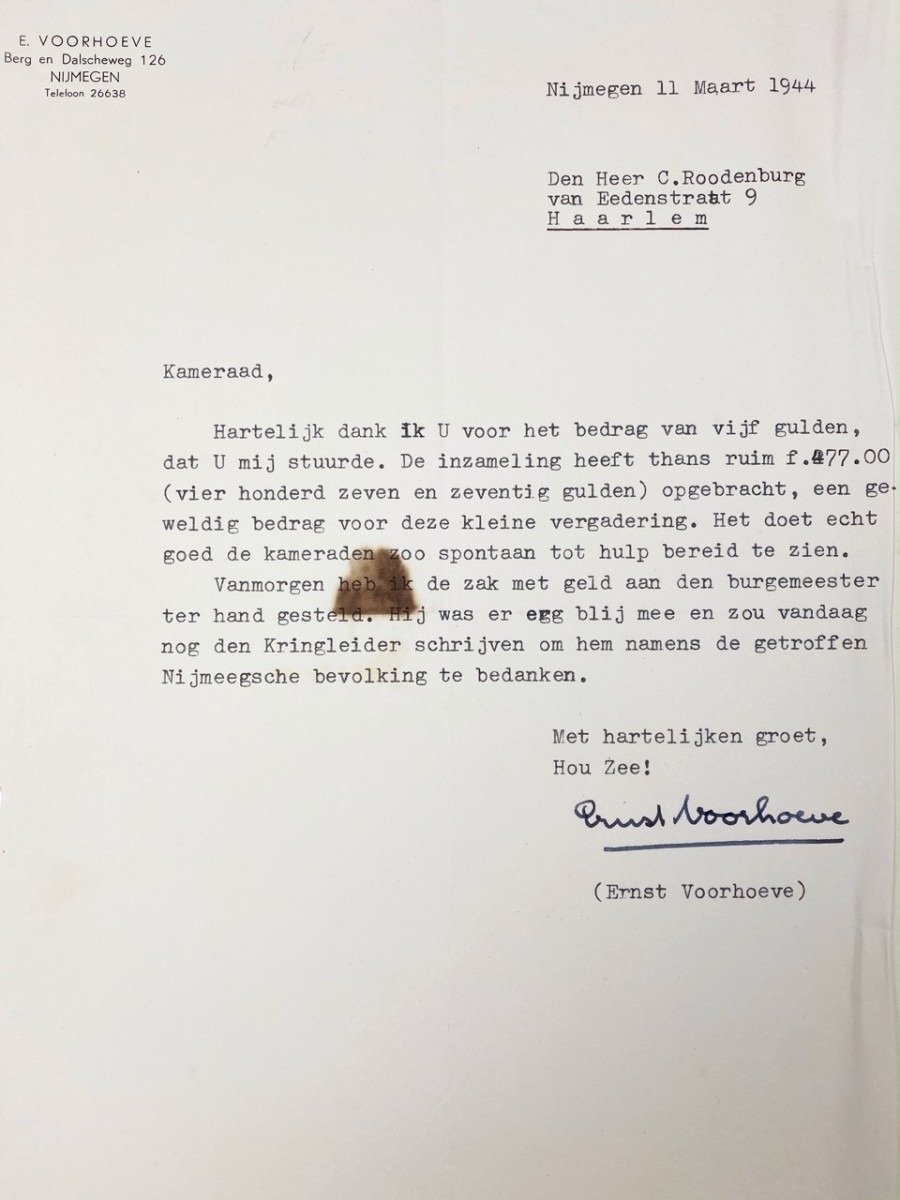 E. VOORHOEVE
Berg en Dalscheweg 126
NIJMEGEN
Telefoon 26638
Nijmegen 11 Maart 1944
Den Heer C.Roodenburg
van Eedenstraat 9
H a a r l e m
Kameraad,
Hartelijk dank ik U voor het bedrag van vijf gulden,
dat U mij stuurde. De inzameling heeft thans ruim f.477.00
(vier honderd zeven en zeventig gulden) opgebracht, een ge-
weldig bedrag voor deze kleine vergadering. Het doet echt
goed de kameraden zoo spontaan tot hulp bereid te zien.
Vanmorgen heb ik de zak met geld aan den burgemeester
ter hand gesteld. Hij was er egg blij mee en zou vandaag
nog den Kringleider schrijven om hem namens de getroffen
Nijmeegsche bevolking te bedanken.
Met hartelijken groet,
Hou Zee!
Ernst Voorhoeve
(Ernst Voorhoeve)